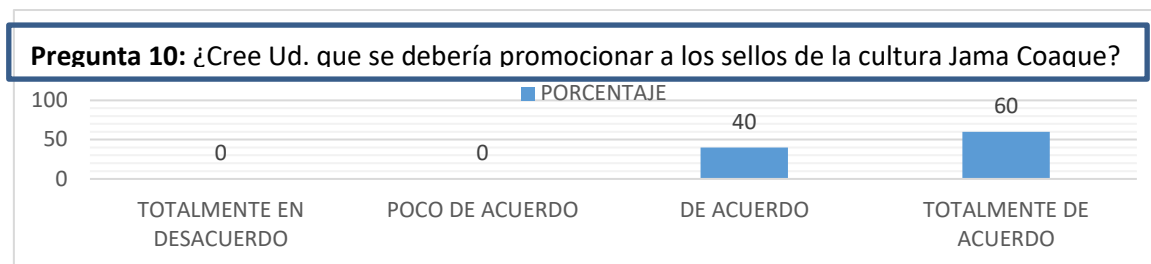 Pregunta 10: ¿Cree Ud. que se debería promocionar a los sellos de la cultura Jama Coaque?
PORCENTAJE
100
50
0
0
0
40
60
TOTALMENTE EN
DESACUERDO
POCO DE ACUERDO
DE ACUERDO
TOTALMENTE DE
ACUERDO